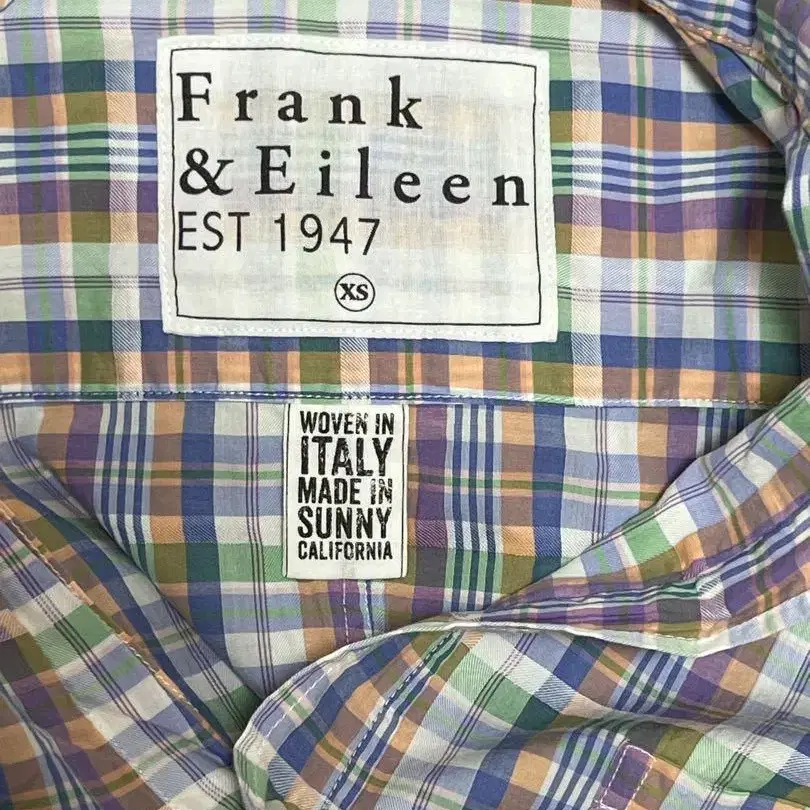 Frank
& Eileen
EST 1947
XS
WOVEN IN
ITALY
MADE IN
SUNNY
CALIFORNIA